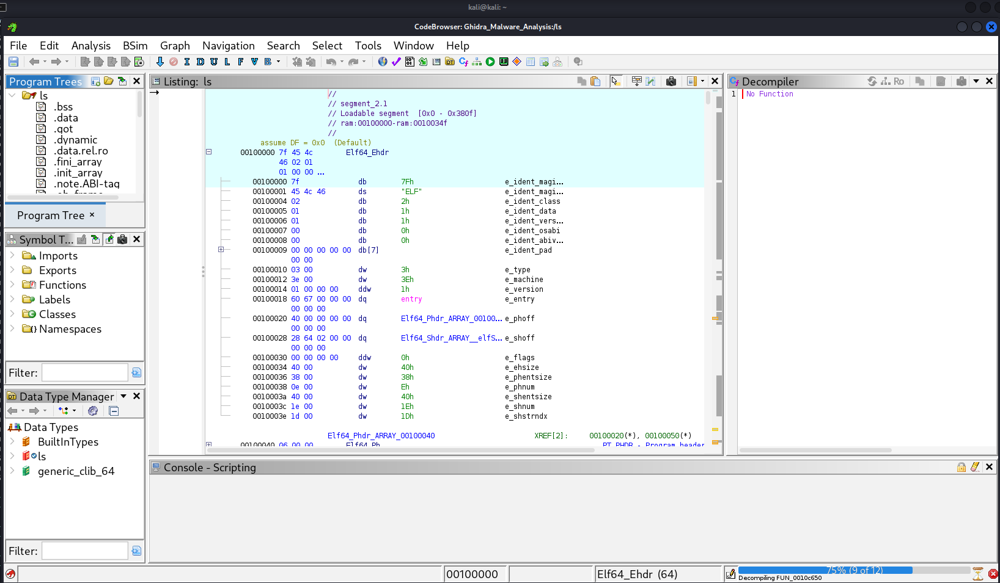 kali@kali: ~
CodeBrowser: Ghidra_Malware_Analysis:/ls
File Edit Analysis BSim Graph Navigation Search Select Tools Window Help
I D U L F V B
Program Trees
ls
.bss
.data
.got
.dynamic
.data.rel.ro
.fini_array
.init_array
.note.ABI-tag
Program Tree ×
Symbol T...
Imports
Exports
Functions
Labels
Classes
Namespaces
Filter:
Data Type Manager
Data Types
BuiltInTypes
ls
generic_clib_64
Filter:
Listing: ls
//
// segment_2.1
// Loadable segment [0x0 - 0x380f]
// ram:00100000-ram:0010034f
//
assume DF = 0x0 (Default)
00100000 7f 45 4c Elf64_Ehdr
46 02 01
01 00 00 ...
00100000 7f db 7Fh e_ident_magi...
00100001 45 4c 46 ds "ELF" e_ident_magi...
00100004 02 db 2h e_ident_class
00100005 01 db 1h e_ident_data
00100006 01 db 1h e_ident_vers...
00100007 00 db 0h e_ident_osabi
00100008 00 db 0h e_ident_abiv...
00100009 00 00 00 00 00 db[7] e_ident_pad
00 00
00100010 03 00 dw 3h e_type
00100012 3e 00 dw 3Eh e_machine
00100014 01 00 00 00 ddw 1h e_version
00100018 60 67 00 00 00 dq entry e_entry
00 00 00
00100020 40 00 00 00 00 dq Elf64_Phdr_ARRAY_00100... e_phoff
00 00 00
00100028 28 64 02 00 00 dq Elf64_Shdr_ARRAY__elfS... e_shoff
00 00 00
00100030 00 00 00 00 ddw 0h e_flags
00100034 40 00 dw 40h e_ehsize
00100036 38 00 dw 38h e_phentsize
00100038 0e 00 dw Eh e_phnum
0010003a 40 00 dw 40h e_shentsize
0010003c 1e 00 dw 1Eh e_shnum
0010003e 1d 00 dw 1Dh e_shstrndx
Elf64_Phdr_ARRAY_00100040 XREF[2]: 00100020(*), 00100050(*)
00100040 06 00 00 Elf64_Ph PT_PHDR - Program header
Decompiler
Ro
1 No Function
Console - Scripting
00100000
Elf64_Ehdr (64)
75% (9 of 12)
Decompiling FUN_0010c650